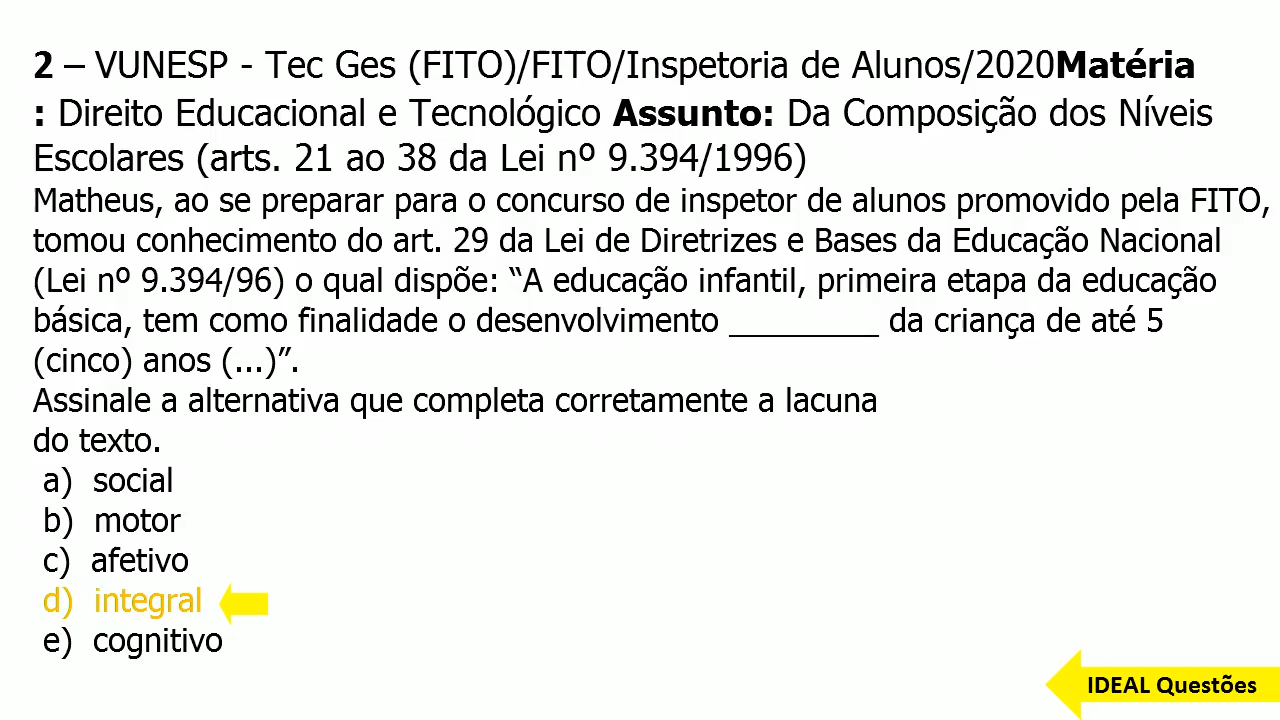 2 – VUNESP - Tec Ges (FITO)/FITO/Inspetoria de Alunos/2020Matéria
: Direito Educacional e Tecnológico Assunto: Da Composição dos Níveis
Escolares (arts. 21 ao 38 da Lei nº 9.394/1996)
Matheus, ao se preparar para o concurso de inspetor de alunos promovido pela FITO,
tomou conhecimento do art. 29 da Lei de Diretrizes e Bases da Educação Nacional
(Lei nº 9.394/96) o qual dispõe: “A educação infantil, primeira etapa da educação
básica, tem como finalidade o desenvolvimento _________ da criança de até 5
(cinco) anos (...)”.
Assinale a alternativa que completa corretamente a lacuna
do texto.
a) social
b) motor
c) afetivo
d) integral
e) cognitivo
IDEAL Questões